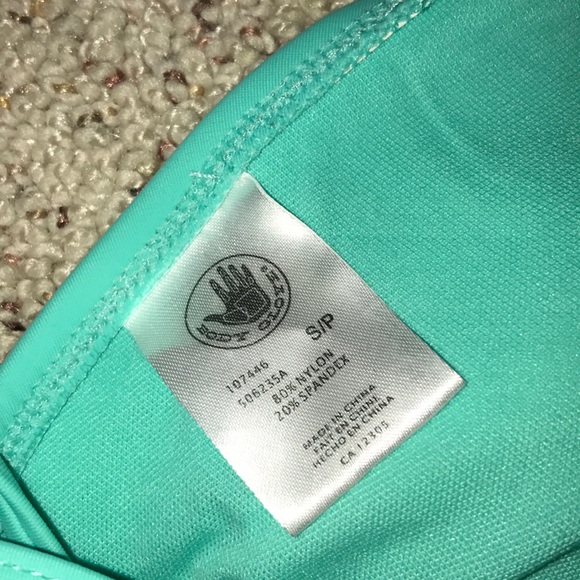 BODY GLOVE
S/P
107446
506235A
80% NYLON
20% SPANDEX
MADE IN CHINA
FAIT EN CHINE
HECHO EN CHINA
CA 12305